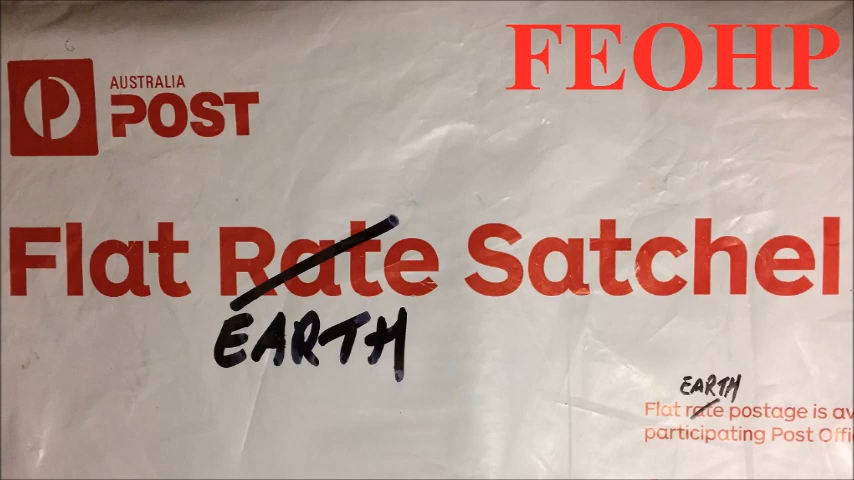 FEOHP
AUSTRALIA
POST
Flat Rate Satchel
EARTH
EARTH
Flat rate postage is av
participating Post Offi